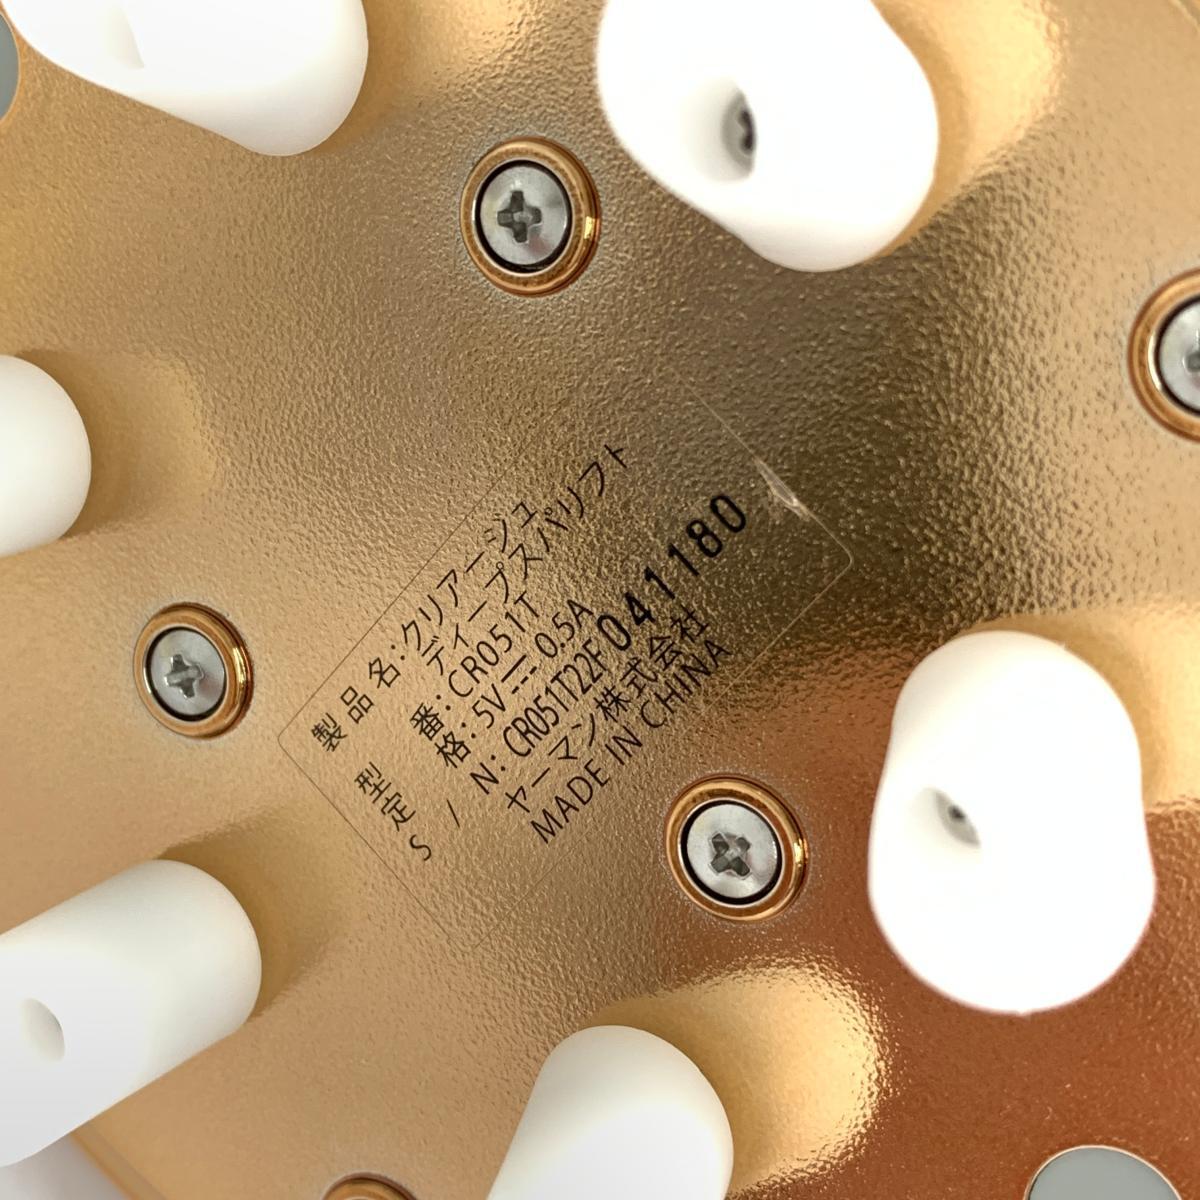 製品名:クリアージュ
ディープスパリフト
型番:CR051T
定格:5V⎓0.5A
S/N:CR051T22F041180
ヤーマン株式会社
MADE IN CHINA